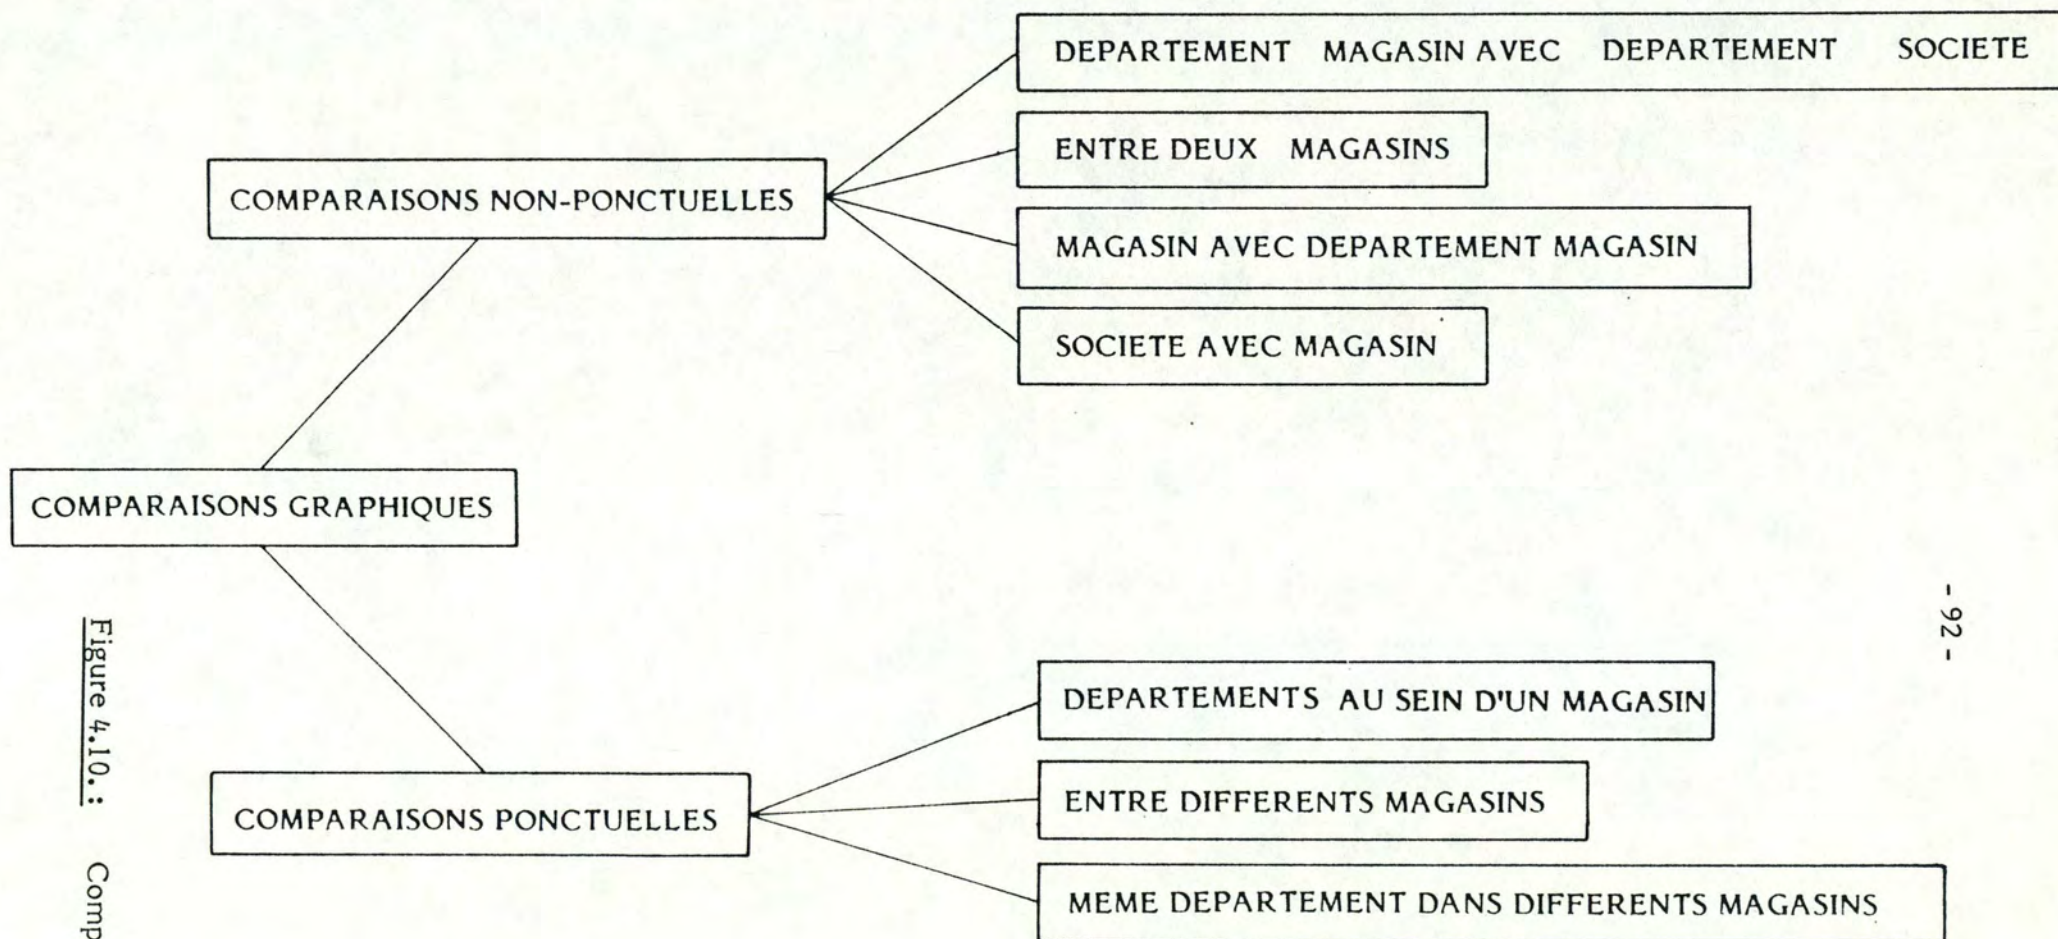 DEPARTEMENT MAGASIN AVEC DEPARTEMENT SOCIETE
ENTRE DEUX MAGASINS
COMPARAISONS NON-PONCTUELLES
MAGASIN AVEC DEPARTEMENT MAGASIN
SOCIETE AVEC MAGASIN
COMPARAISONS GRAPHIQUES
DEPARTEMENTS AU SEIN D'UN MAGASIN
ENTRE DIFFERENTS MAGASINS
COMPARAISONS PONCTUELLES
MEME DEPARTEMENT DANS DIFFERENTS MAGASINS
Figure 4.10. :
- 92 -